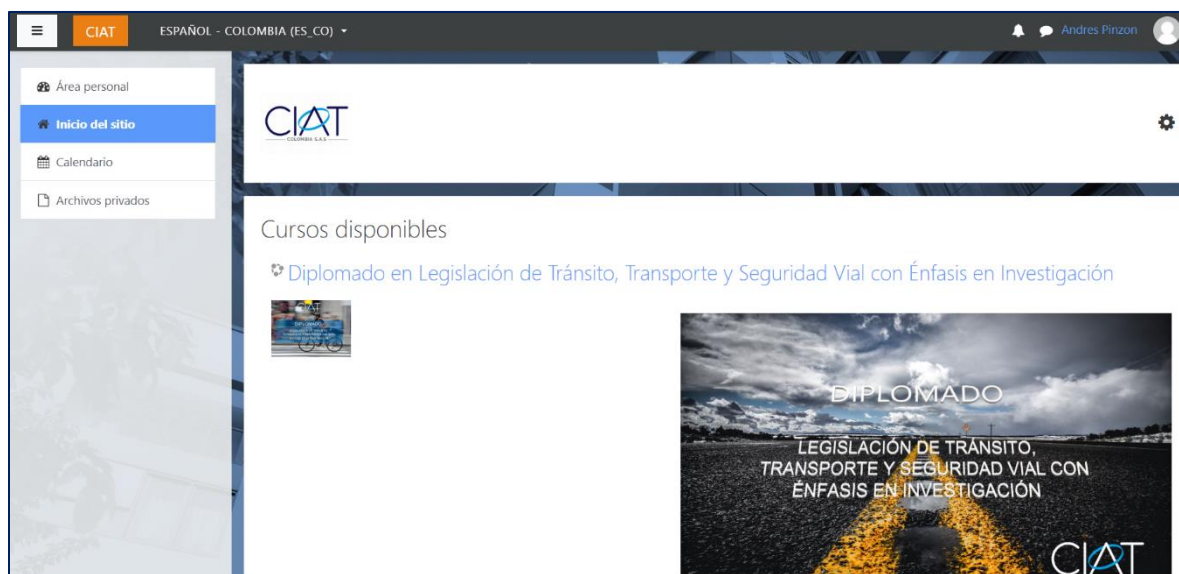 CIAT
ESPAÑOL - COLOMBIA (ES_CO)
Andres Pinzon
Área personal
Inicio del sitio
Calendario
Archivos privados
CIAT
COLOMBIA S.A.S
Cursos disponibles
Diplomado en Legislación de Tránsito, Transporte y Seguridad Vial con Énfasis en Investigación
CIAT
DIPLOMADO
DIPLOMADO
LEGISLACIÓN DE TRÁNSITO,
TRANSPORTE Y SEGURIDAD VIAL CON
ÉNFASIS EN INVESTIGACIÓN
CIAT